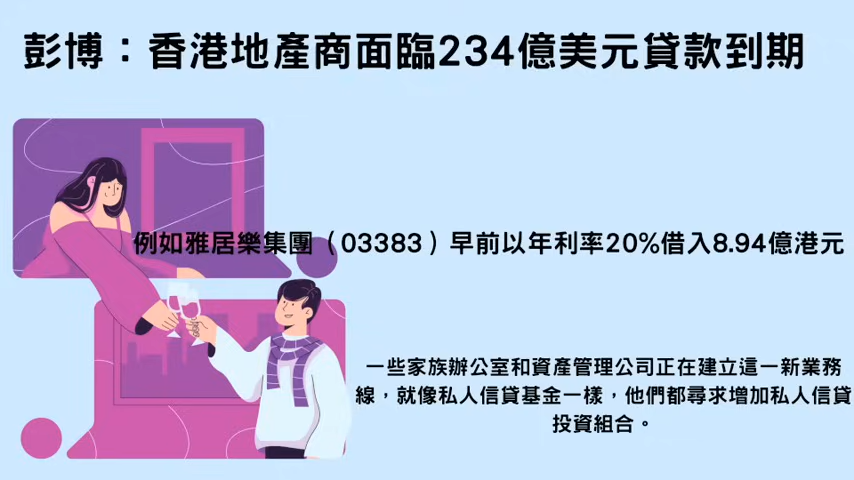 彭博：香港地產商面臨234億美元貸款到期
例如雅居樂集團（03383）早前以年利率20%借入8.94億港元
一些家族辦公室和資產管理公司正在建立這一新業務
線，就像私人信貸基金一樣，他們都尋求增加私人信貸
投資組合。